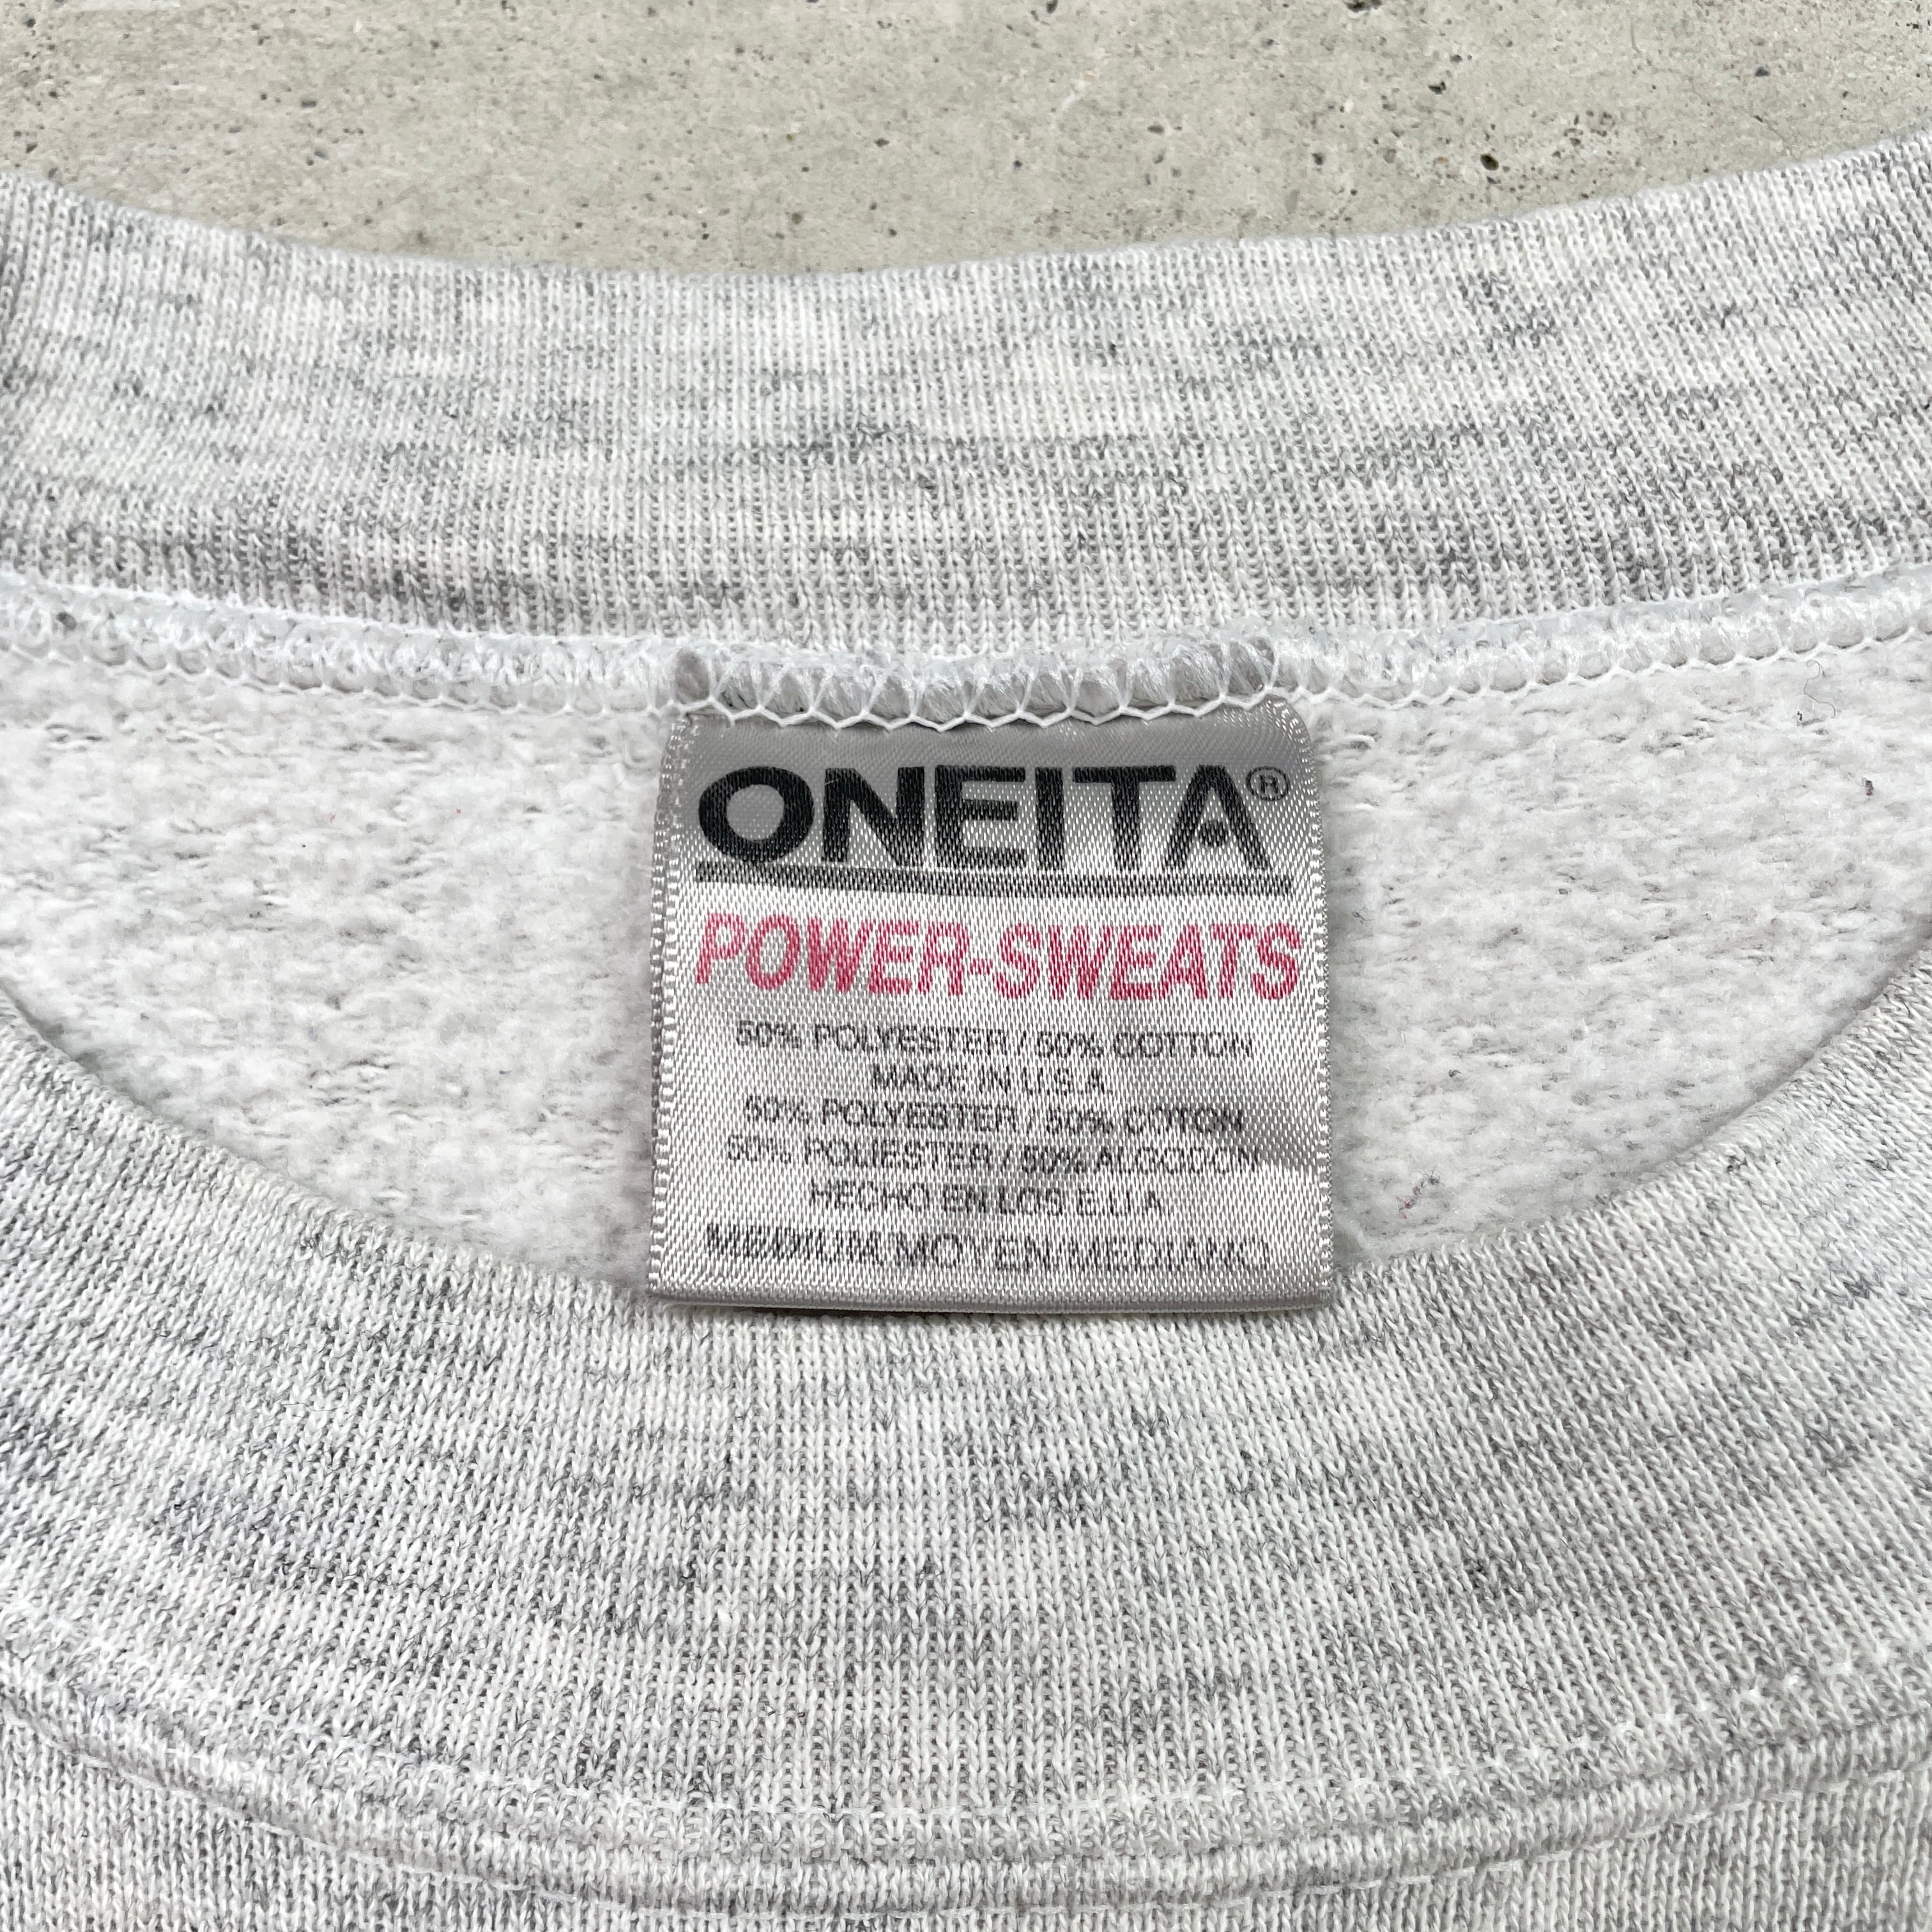 ONEITA®
POWER-SWEATS
50% POLYESTER / 50% COTTON
MADE IN U.S.A.
50% POLYESTER / 50% COTON
50% POLIESTER / 50% ALGODON
HECHO EN LOS E.U.A.
MEDIUM MOYEN MEDIANO